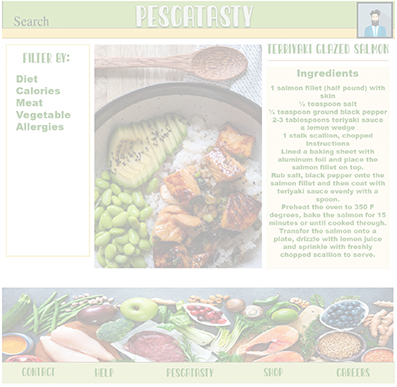 Search
PESCATASTY
FILTER BY:
Diet
Calories
Meat
Vegetable
Allergies
TERRIYAKI GLAZED SALMON
Ingredients
1 salmon fillet (half pound) with
skin
¼ teaspoon salt
¼ teaspoon ground black pepper
2-3 tablespoons teriyaki sauce
a lemon wedge
1 stalk scallion, chopped
Instructions
Lined a baking sheet with
aluminum foil and place the
salmon fillet on top.
Rub salt, black pepper onto the
salmon fillet and then coat with
teriyaki sauce evenly with a
spoon.
Preheat the oven to 350 F
degrees, bake the salmon for 15
minutes or until cooked through.
Transfer the salmon onto a
plate, drizzle with lemon juice
and sprinkle with freshly
chopped scallion to serve.
CONTACT
HELP
PESCATASTY
SHOP
CAREERS